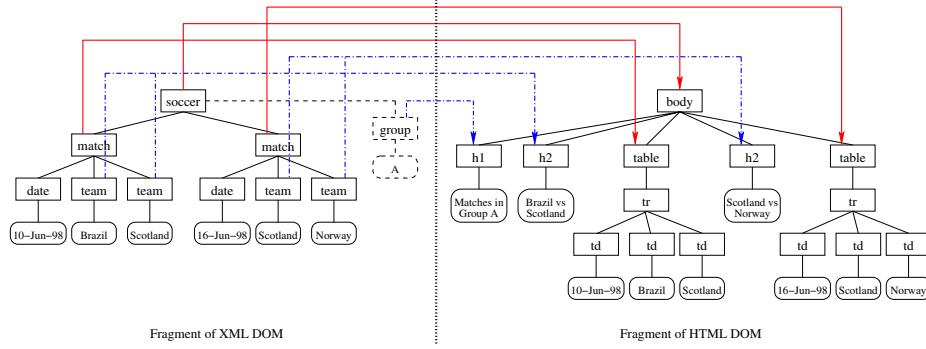 soccer
body
group
match
match
h1
h2
table
h2
table
A
date
team
team
date
team
team
Matches in
Group A
Brazil vs
Scotland
tr
Scotland vs
Norway
tr
10-Jun-98
Brazil
Scotland
16-Jun-98
Scotland
Norway
td
td
td
td
td
td
10-Jun-98
Brazil
Scotland
16-Jun-98
Scotland
Norway
Fragment of XML DOM
Fragment of HTML DOM